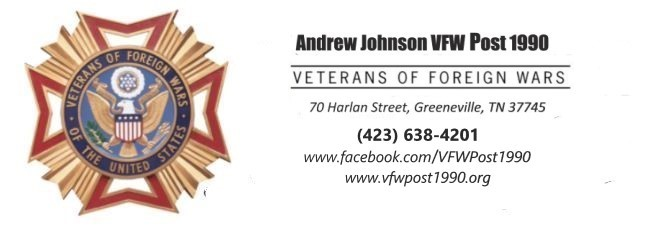 VETERANS OF FOREIGN WARS
OF THE UNITED STATES
Andrew Johnson VFW Post 1990
VETERANS OF FOREIGN WARS
70 Harlan Street, Greeneville, TN 37745
(423) 638-4201
www.facebook.com/VFWPost1990
www.vfwpost1990.org